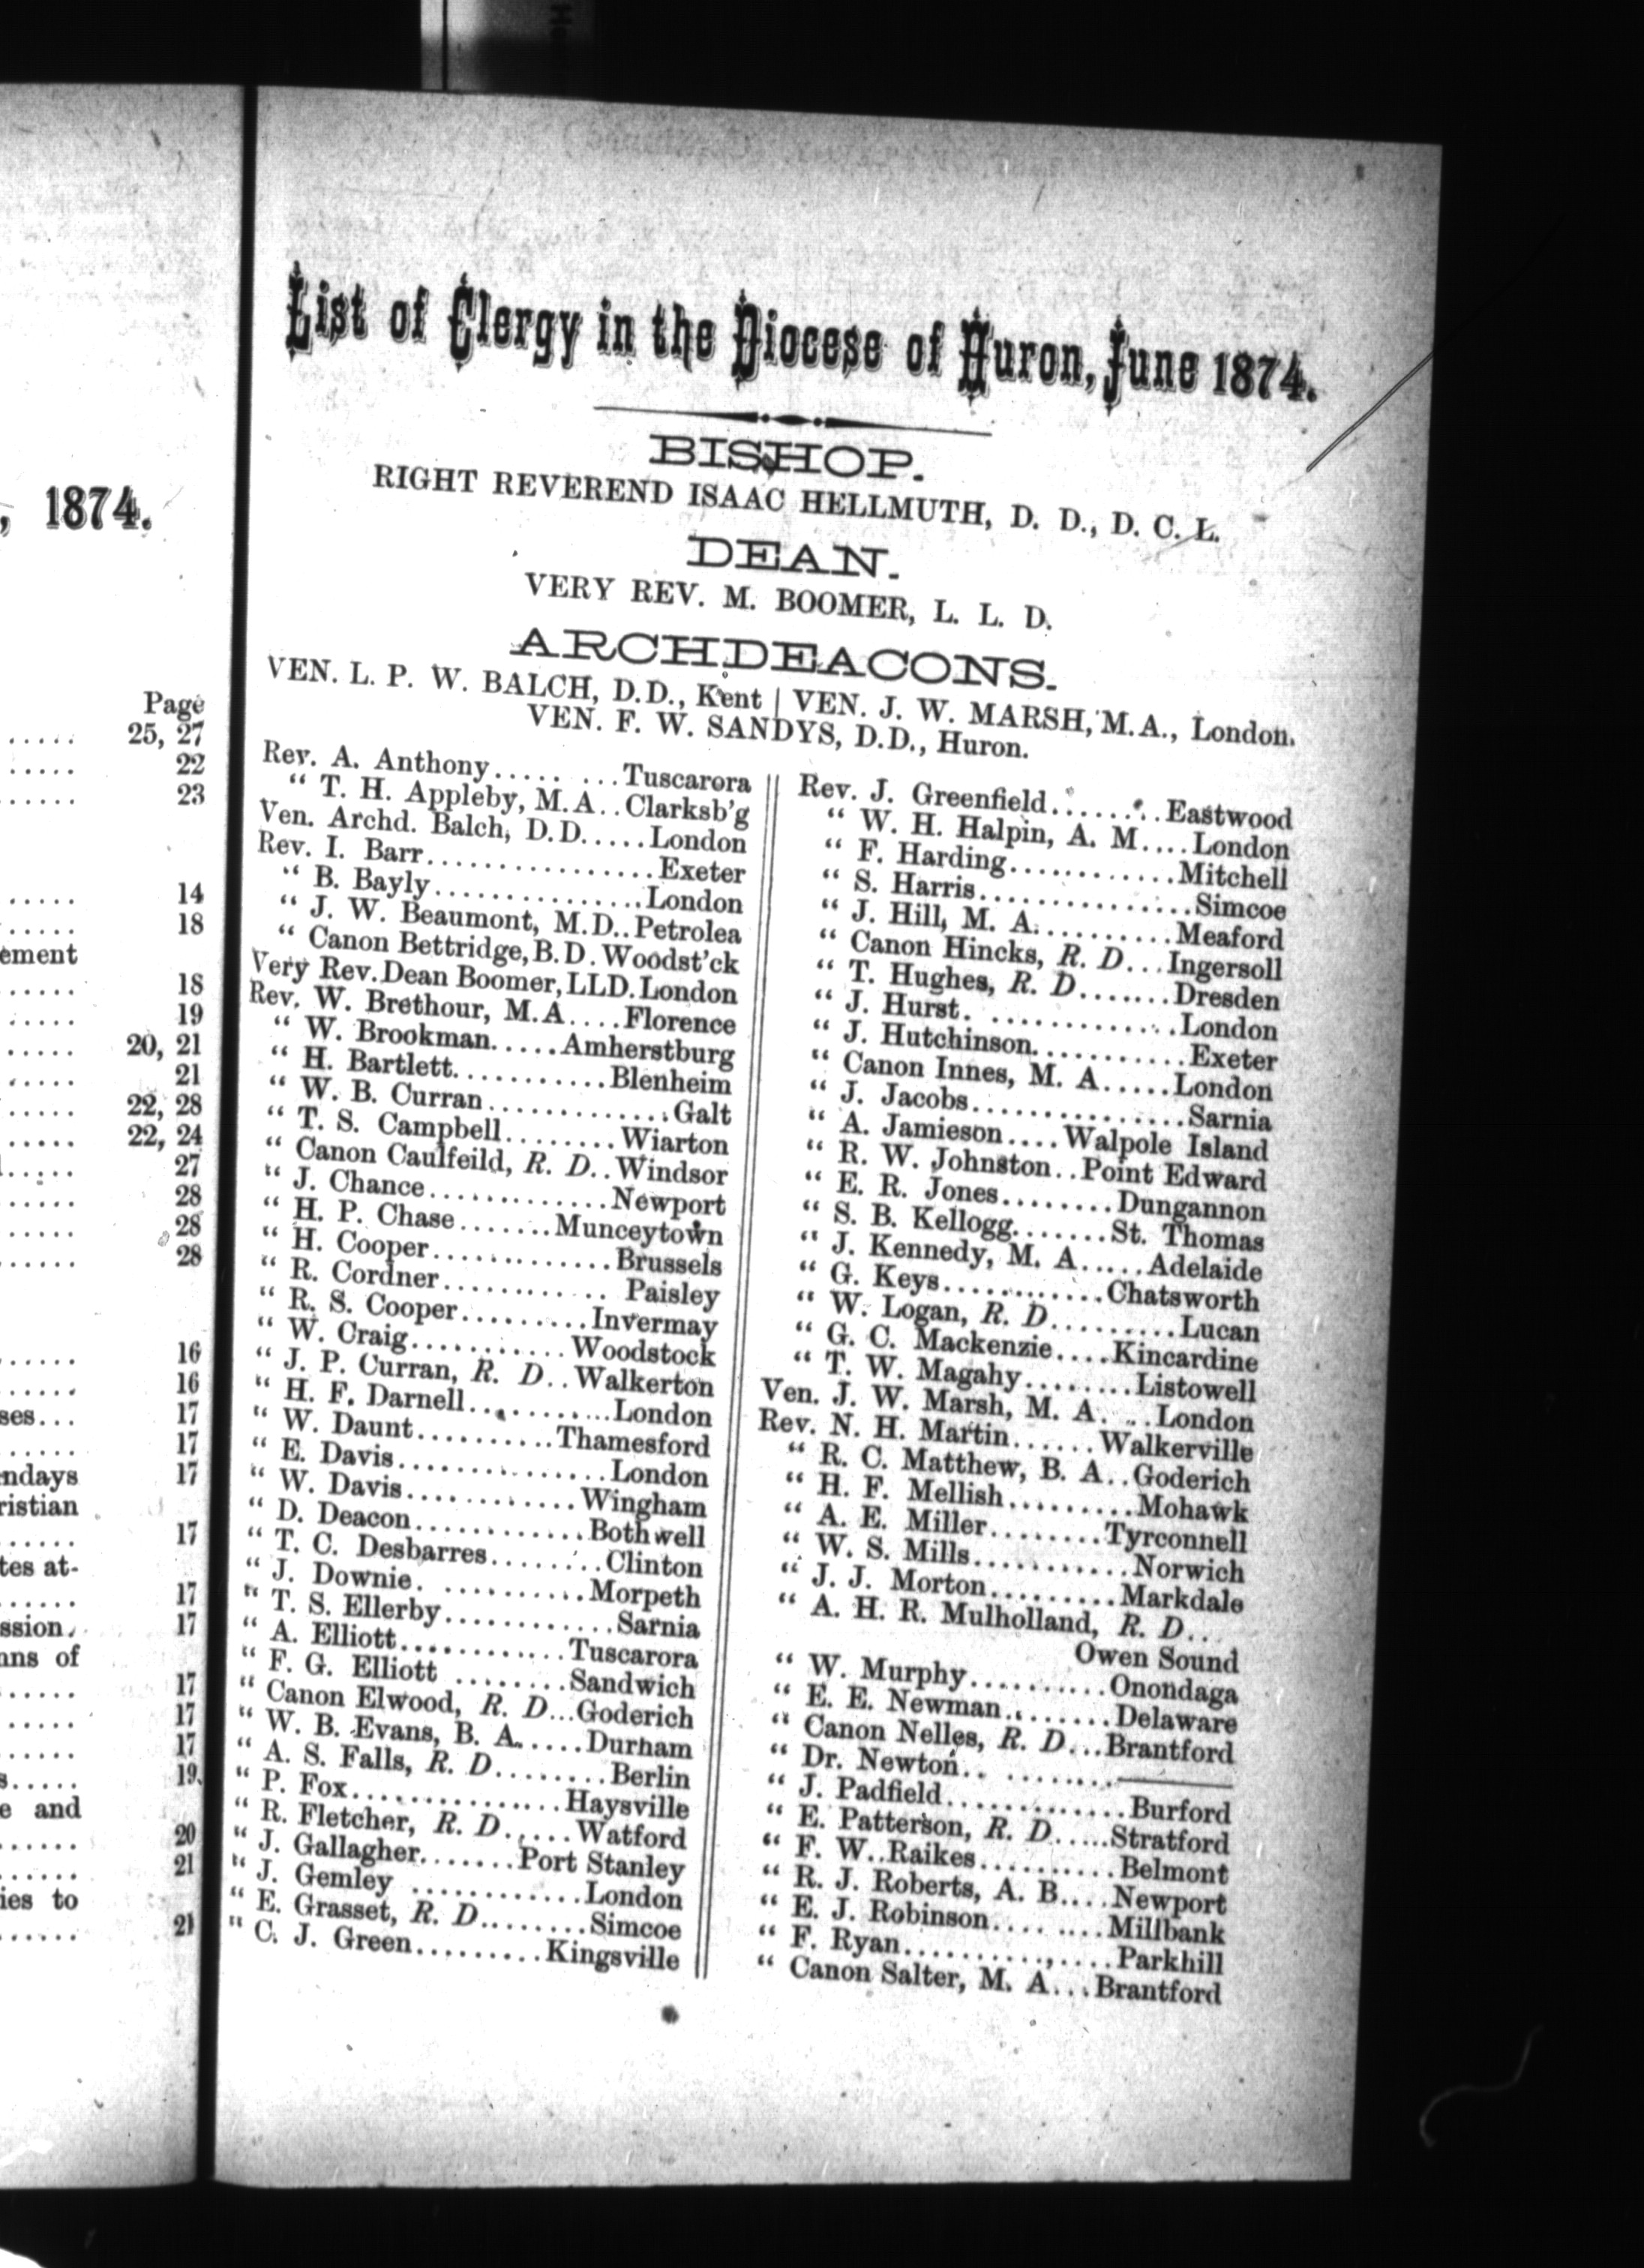 , 1874.
Page
..... 25, 27
..... 22
...... 23
..... 14
..... 18
ement
..... 18
..... 19
..... 20, 21
..... 21
..... 22, 28
..... 22, 24
..... 27
..... 28
..... 28
..... 28
..... 16
..... 16
ses... 17
..... 17
ndays 17
ristian
..... 17
tes at-
...... 17
ssion. 17
ans of
..... 17
..... 17
..... 17
s..... 19
e and
..... 20
...... 21
ies to
..... 21
List of Clergy in the Diocese of Huron, June 1874.
BISHOP.
RIGHT REVEREND ISAAC HELLMUTH, D. D., D. C. L.
DEAN.
VERY REV. M. BOOMER, L. L. D.
ARCHDEACONS.
VEN. L. P. W. BALCH, D.D., Kent | VEN. J. W. MARSH, M.A., London.
VEN. F. W. SANDYS, D.D., Huron.
Rev. A. Anthony..... ...Tuscarora
“ T. H. Appleby, M.A..Clarksb'g
Ven. Archd. Balch, D.D.....London
Rev. I. Barr...............Exeter
“ B. Bayly..............London
“ J. W. Beaumont, M.D..Petrolea
“ Canon Bettridge, B.D. Woodst'ck
Very Rev. Dean Boomer, LLD. London
Rev. W. Brethour, M.A....Florence
“ W. Brookman.....Amherstburg
“ H. Bartlett...........Blenheim
“ W. B. Curran.............Galt
“ T. S. Campbell........Wiarton
“ Canon Caulfeild, R. D..Windsor
“ J. Chance............Newport
“ H. P. Chase.......Munceytown
“ H. Cooper............Brussels
“ R. Cordner........... Paisley
“ R. S. Cooper.........Invermay
“ W. Craig............Woodstock
“ J. P. Curran, R. D..Walkerton
“ H. F. Darnell..........London
“ W. Daunt..........Thamesford
“ E. Davis..............London
“ W. Davis...........Wingham
“ D. Deacon............Bothwell
“ T. C. Desbarres........Clinton
“ J. Downie. ..........Morpeth
“ T. S. Ellerby............Sarnia
“ A. Elliott............Tuscarora
“ F. G. Elliott ........Sandwich
“ Canon Elwood, R. D...Goderich
“ W. B. Evans, B. A.....Durham
“ A. S. Falls, R. D........Berlin
“ P. Fox...............Haysville
“ R. Fletcher, R. D.....Watford
“ J. Gallagher.......Port Stanley
“ J. Gemley ............London
“ E. Grasset, R. D........Simcoe
“ C. J. Green.........Kingsville
Rev. J. Greenfield........Eastwood
“ W. H. Halpin, A. M....London
“ F. Harding............Mitchell
“ S. Harris...............Simcoe
“ J. Hill, M. A..........Meaford
“ Canon Hincks, R. D...Ingersoll
“ T. Hughes, R. D.......Dresden
“ J. Hurst. .............London
“ J. Hutchinson...........Exeter
“ Canon Innes, M. A.....London
“ J. Jacobs...............Sarnia
“ A. Jamieson....Walpole Island
“ R. W. Johnston..Point Edward
“ E. R. Jones........Dungannon
“ S. B. Kellogg.......St. Thomas
“ J. Kennedy, M. A.....Adelaide
“ G. Keys...........Chatsworth
“ W. Logan, R. D.........Lucan
“ G. C. Mackenzie....Kincardine
“ T. W. Magahy........Listowell
Ven. J. W. Marsh, M. A. ...London
Rev. N. H. Martin......Walkerville
“ R. C. Matthew, B. A..Goderich
“ H. F. Mellish.........Mohawk
“ A. E. Miller........Tyrconnell
“ W. S. Mills...........Norwich
“ J. J. Morton.........Markdale
“ A. H. R. Mulholland, R. D...
Owen Sound
“ W. Murphy..........Onondaga
“ E. E. Newman........Delaware
“ Canon Nelles, R. D...Brantford
“ Dr. Newton.. ........
“ J. Padfield.............Burford
“ E. Patterson, R. D.....Stratford
“ F. W. Raikes..........Belmont
“ R. J. Roberts, A. B....Newport
“ E. J. Robinson.... ....Millbank
“ F. Ryan...............Parkhill
“ Canon Salter, M. A...Brantford